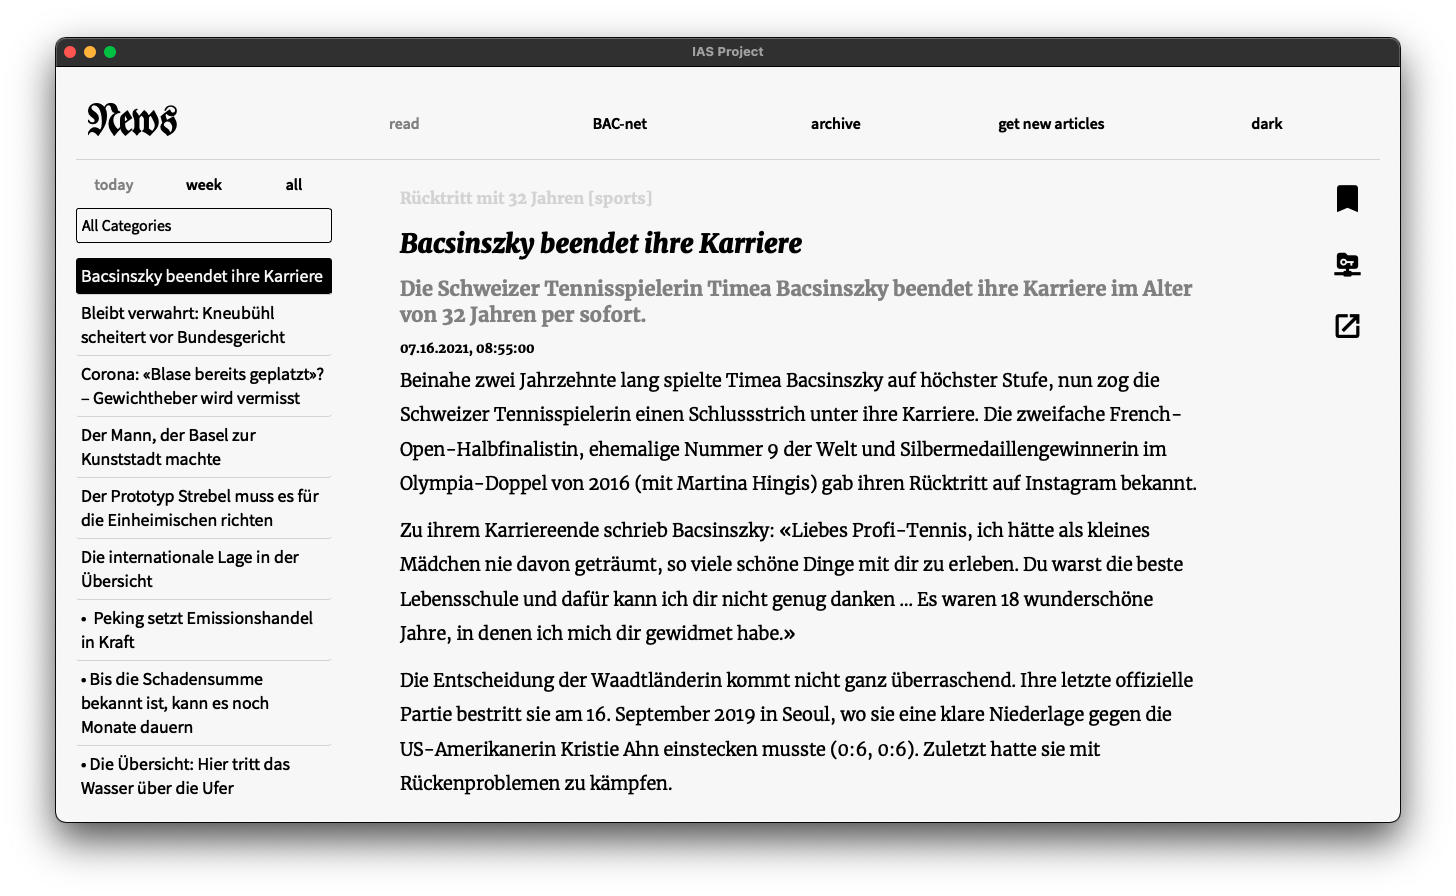 IAS Project
News
read
BAC-net
archive
get new articles
dark
today
week
all
All Categories
Bacsinszky beendet ihre Karriere
Bleibt verwahrt: Kneubühl
scheitert vor Bundesgericht
Corona: «Blase bereits geplatzt»?
– Gewichtheber wird vermisst
Der Mann, der Basel zur
Kunststadt machte
Der Prototyp Strebel muss es für
die Einheimischen richten
Die internationale Lage in der
Übersicht
• Peking setzt Emissionshandel
in Kraft
• Bis die Schadensumme
bekannt ist, kann es noch
Monate dauern
• Die Übersicht: Hier tritt das
Wasser über die Ufer
Rücktritt mit 32 Jahren [sports]
Bacsinszky beendet ihre Karriere
Die Schweizer Tennisspielerin Timea Bacsinszky beendet ihre Karriere im Alter
von 32 Jahren per sofort.
07.16.2021, 08:55:00
Beinahe zwei Jahrzehnte lang spielte Timea Bacsinszky auf höchster Stufe, nun zog die
Schweizer Tennisspielerin einen Schlussstrich unter ihre Karriere. Die zweifache French-
Open-Halbfinalistin, ehemalige Nummer 9 der Welt und Silbermedaillengewinnerin im
Olympia-Doppel von 2016 (mit Martina Hingis) gab ihren Rücktritt auf Instagram bekannt.
Zu ihrem Karriereende schrieb Bacsinszky: «Liebes Profi-Tennis, ich hätte als kleines
Mädchen nie davon geträumt, so viele schöne Dinge mit dir zu erleben. Du warst die beste
Lebensschule und dafür kann ich dir nicht genug danken ... Es waren 18 wunderschöne
Jahre, in denen ich mich dir gewidmet habe.»
Die Entscheidung der Waadtländerin kommt nicht ganz überraschend. Ihre letzte offizielle
Partie bestritt sie am 16. September 2019 in Seoul, wo sie eine klare Niederlage gegen die
US-Amerikanerin Kristie Ahn einstecken musste (0:6, 0:6). Zuletzt hatte sie mit
Rückenproblemen zu kämpfen.